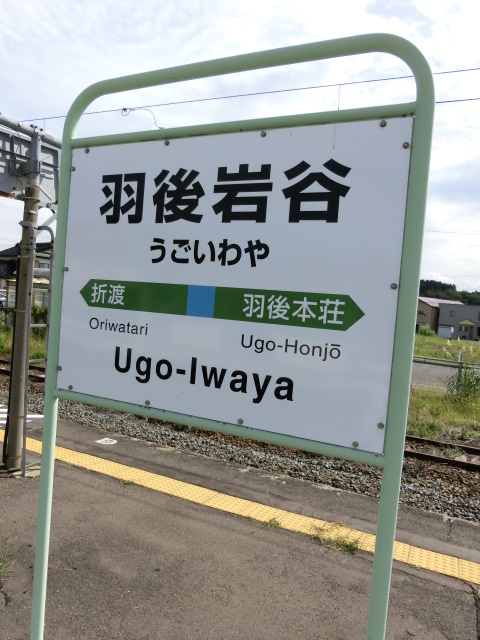 羽後岩谷
うごいわや
折渡 羽後本荘
Oriwatari Ugo-Honjō
Ugo-Iwaya